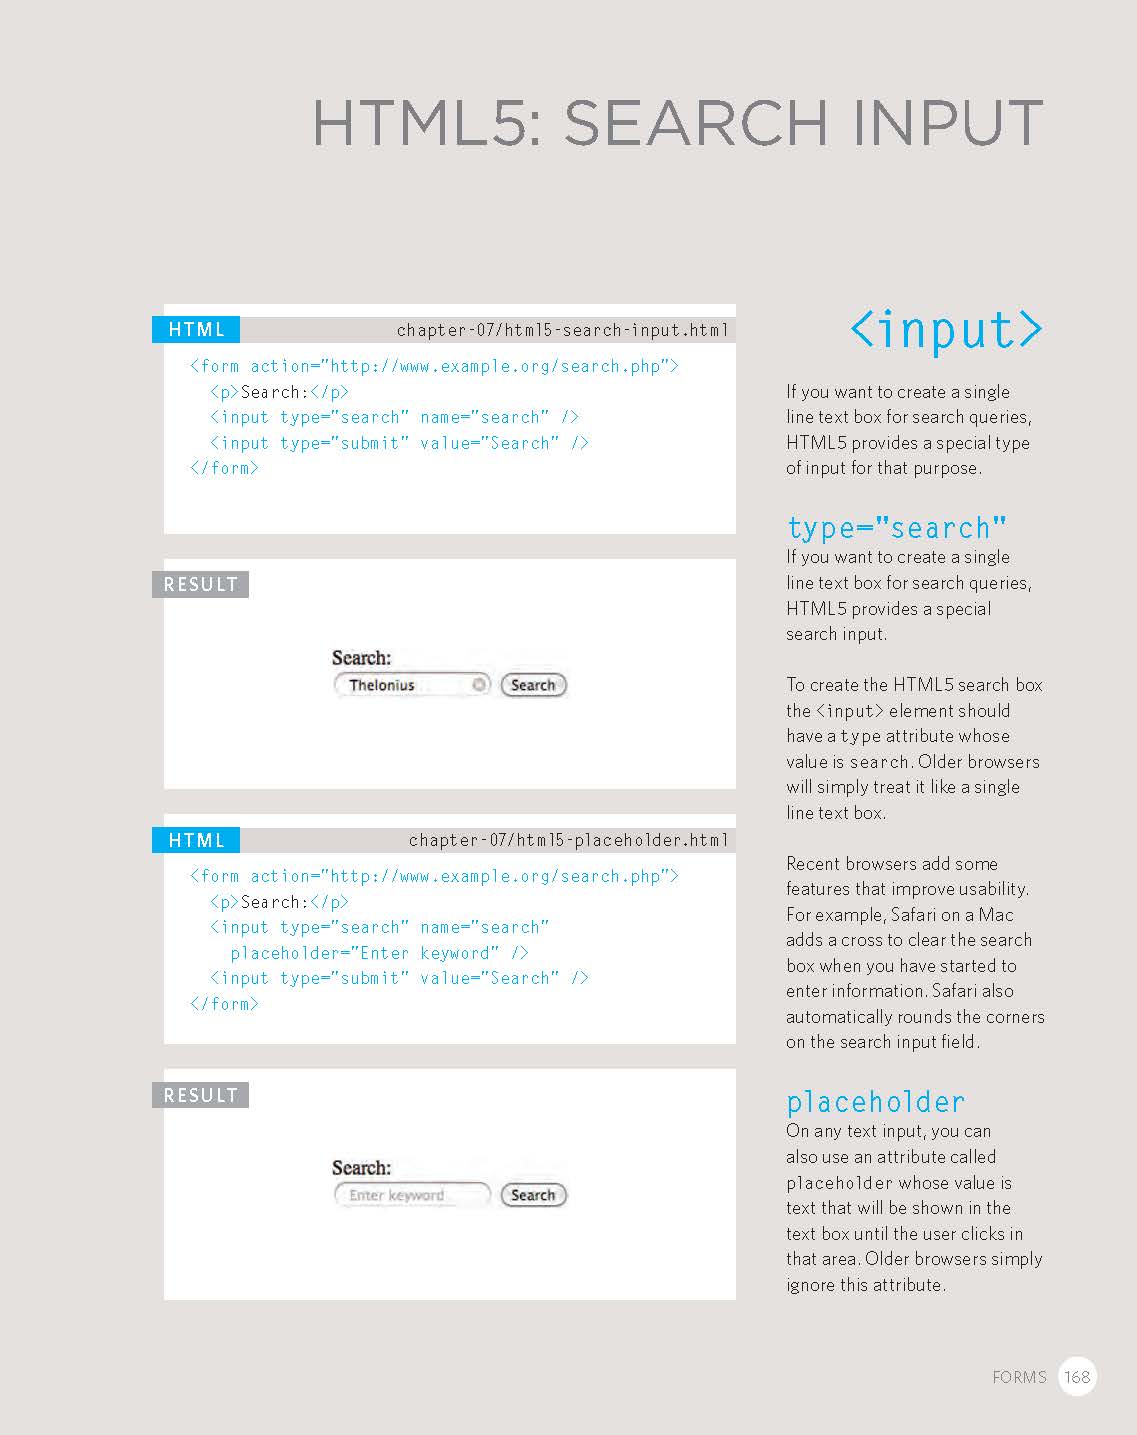 HTML5: SEARCH INPUT
HTML
chapter-07/html5-search-input.html
<form action="http://www.example.org/search.php">
<p>Search:</p>
<input type="search" name="search" />
<input type="submit" value="Search" />
</form>
RESULT
Search:
Thelonius Search
HTML
chapter-07/html5-placeholder.html
<form action="http://www.example.org/search.php">
<p>Search:</p>
<input type="search" name="search"
placeholder="Enter keyword" />
<input type="submit" value="Search" />
</form>
RESULT
Search:
Enter keyword Search
<input>
If you want to create a single
line text box for search queries,
HTML5 provides a special type
of input for that purpose.
type="search"
If you want to create a single
line text box for search queries,
HTML5 provides a special
search input.
To create the HTML5 search box
the <input> element should
have a type attribute whose
value is search. Older browsers
will simply treat it like a single
line text box.
Recent browsers add some
features that improve usability.
For example, Safari on a Mac
adds a cross to clear the search
box when you have started to
enter information. Safari also
automatically rounds the corners
on the search input field.
placeholder
On any text input, you can
also use an attribute called
placeholder whose value is
text that will be shown in the
text box until the user clicks in
that area. Older browsers simply
ignore this attribute.
FORMS 168